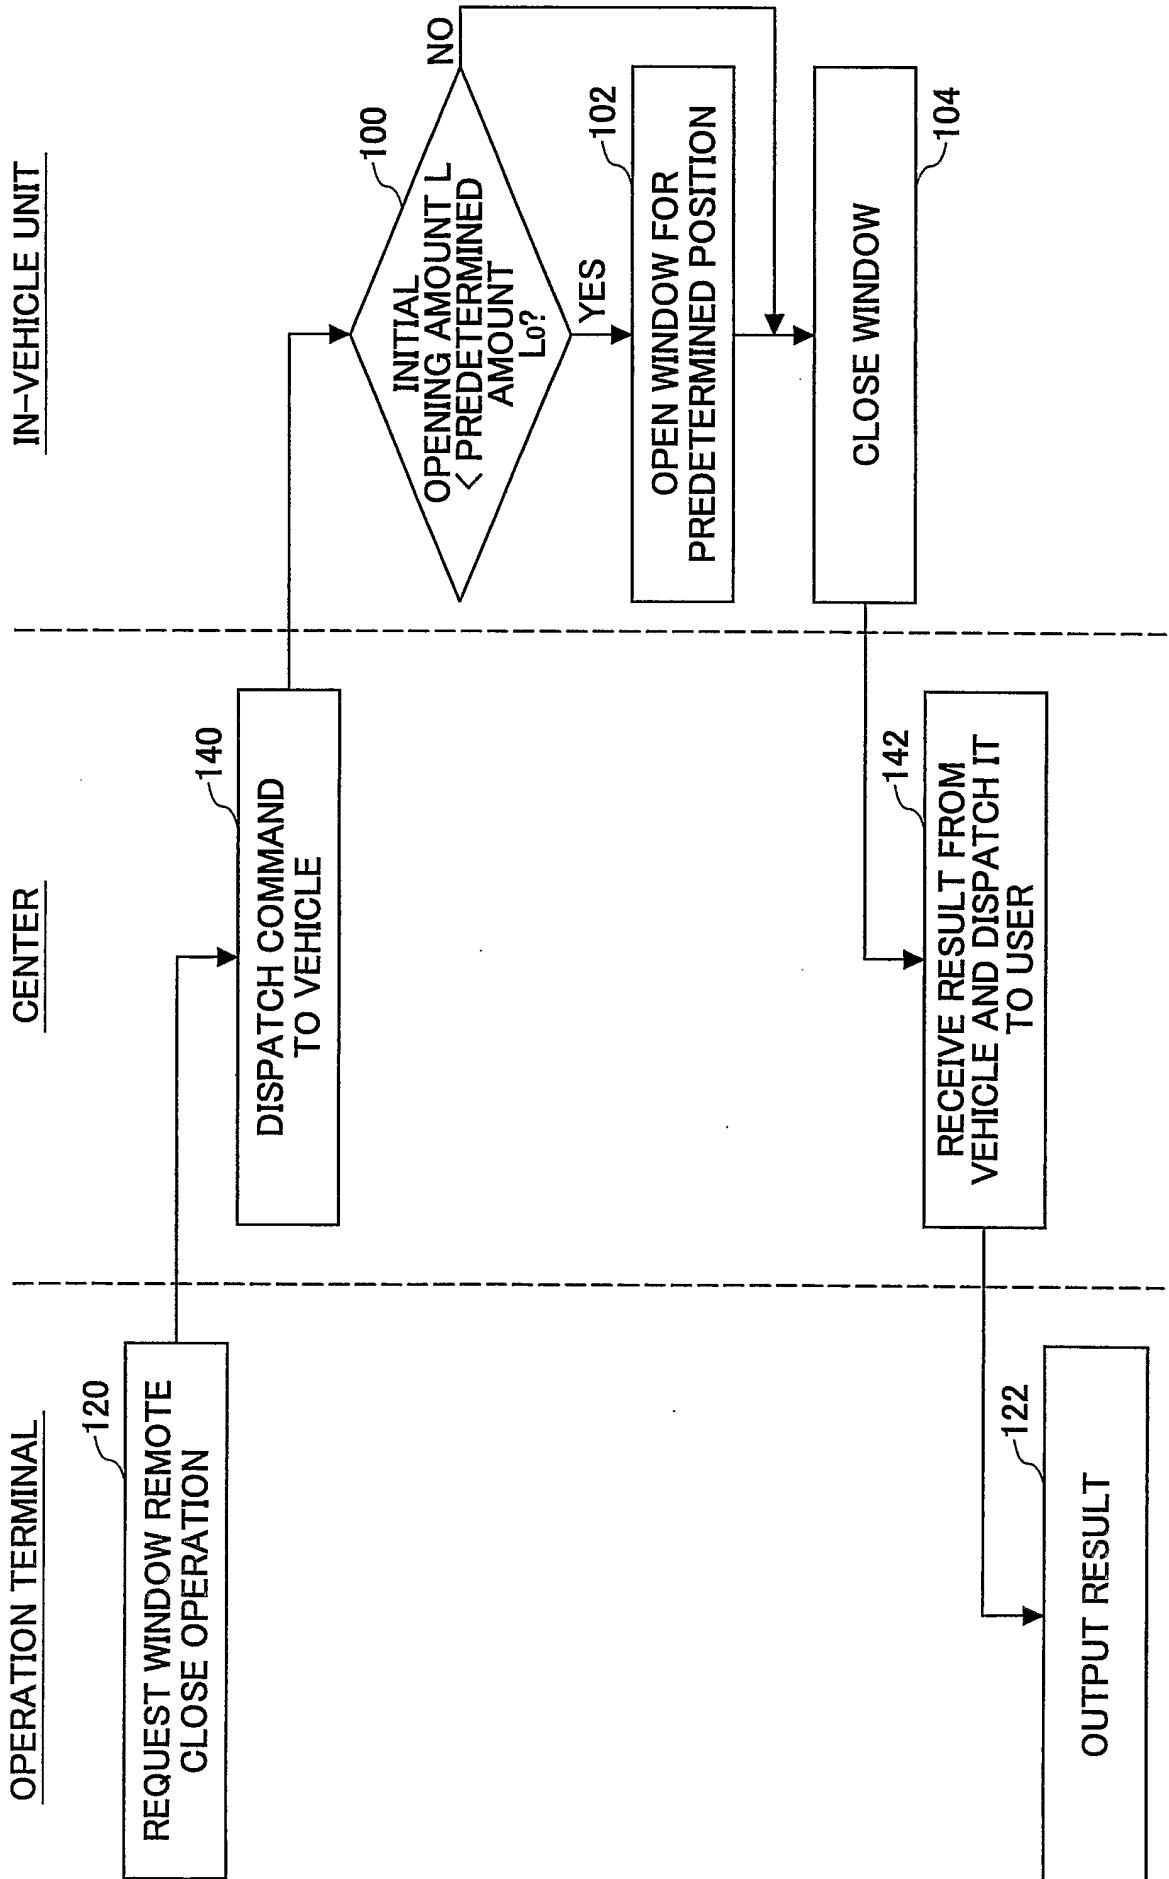 OPERATION TERMINAL
CENTER
IN-VEHICLE UNIT
120
REQUEST WINDOW REMOTE
CLOSE OPERATION
140
DISPATCH COMMAND
TO VEHICLE
100
INITIAL
OPENING AMOUNT L
< PREDETERMINED
AMOUNT
L0?
NO
YES
102
OPEN WINDOW FOR
PREDETERMINED POSITION
104
CLOSE WINDOW
142
RECEIVE RESULT FROM
VEHICLE AND DISPATCH IT
TO USER
122
OUTPUT RESULT